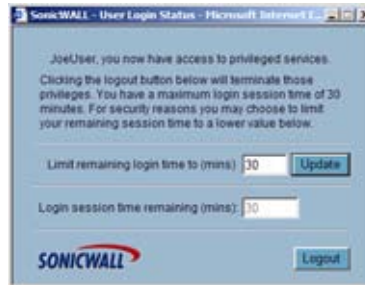 SonicWALL - User Login Status - Microsoft Internet E...
JoeUser, you now have access to privileged services.
Clicking the logout button below will terminate those
privileges. You have a maximum login session time of 30
minutes. For security reasons you may choose to limit
your remaining session time to a lower value below.
Limit remaining login time to (mins) 30 Update
Login session time remaining (mins): 30
SONICWALL Logout